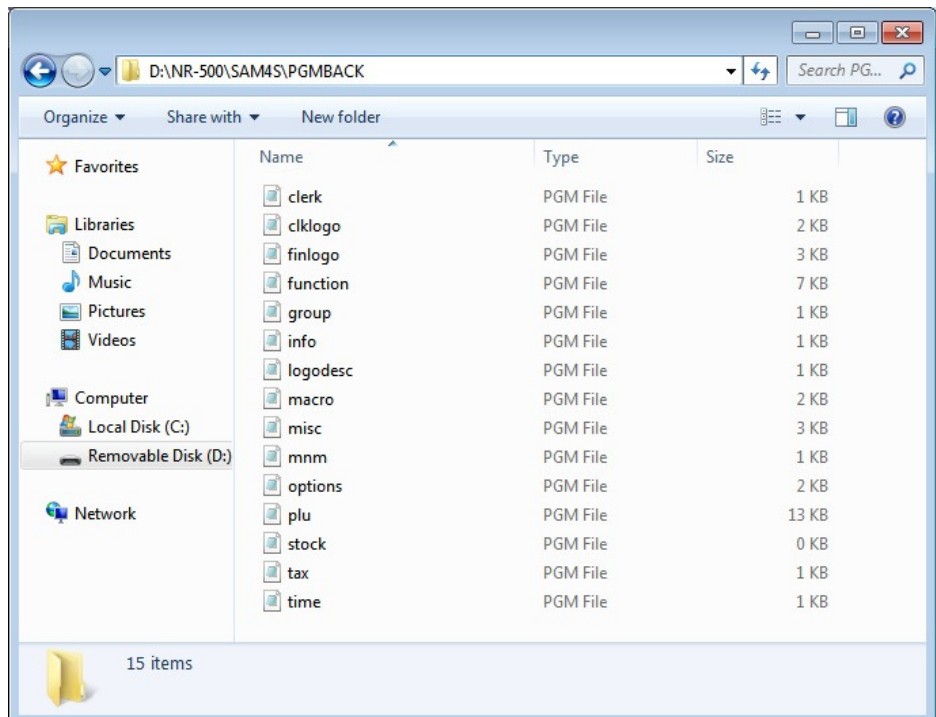 D:\NR-500\SAM4S\PGMBACK
Search PG...
Organize Share with New folder
Name Type Size
Favorites
Libraries
Documents
Music
Pictures
Videos
Computer
Local Disk (C:)
Removable Disk (D:)
Network
clerk PGM File 1 KB
clklogo PGM File 2 KB
finlogo PGM File 3 KB
function PGM File 7 KB
group PGM File 1 KB
info PGM File 1 KB
logodesc PGM File 1 KB
macro PGM File 2 KB
misc PGM File 3 KB
mnm PGM File 1 KB
options PGM File 2 KB
plu PGM File 13 KB
stock PGM File 0 KB
tax PGM File 1 KB
time PGM File 1 KB
15 items